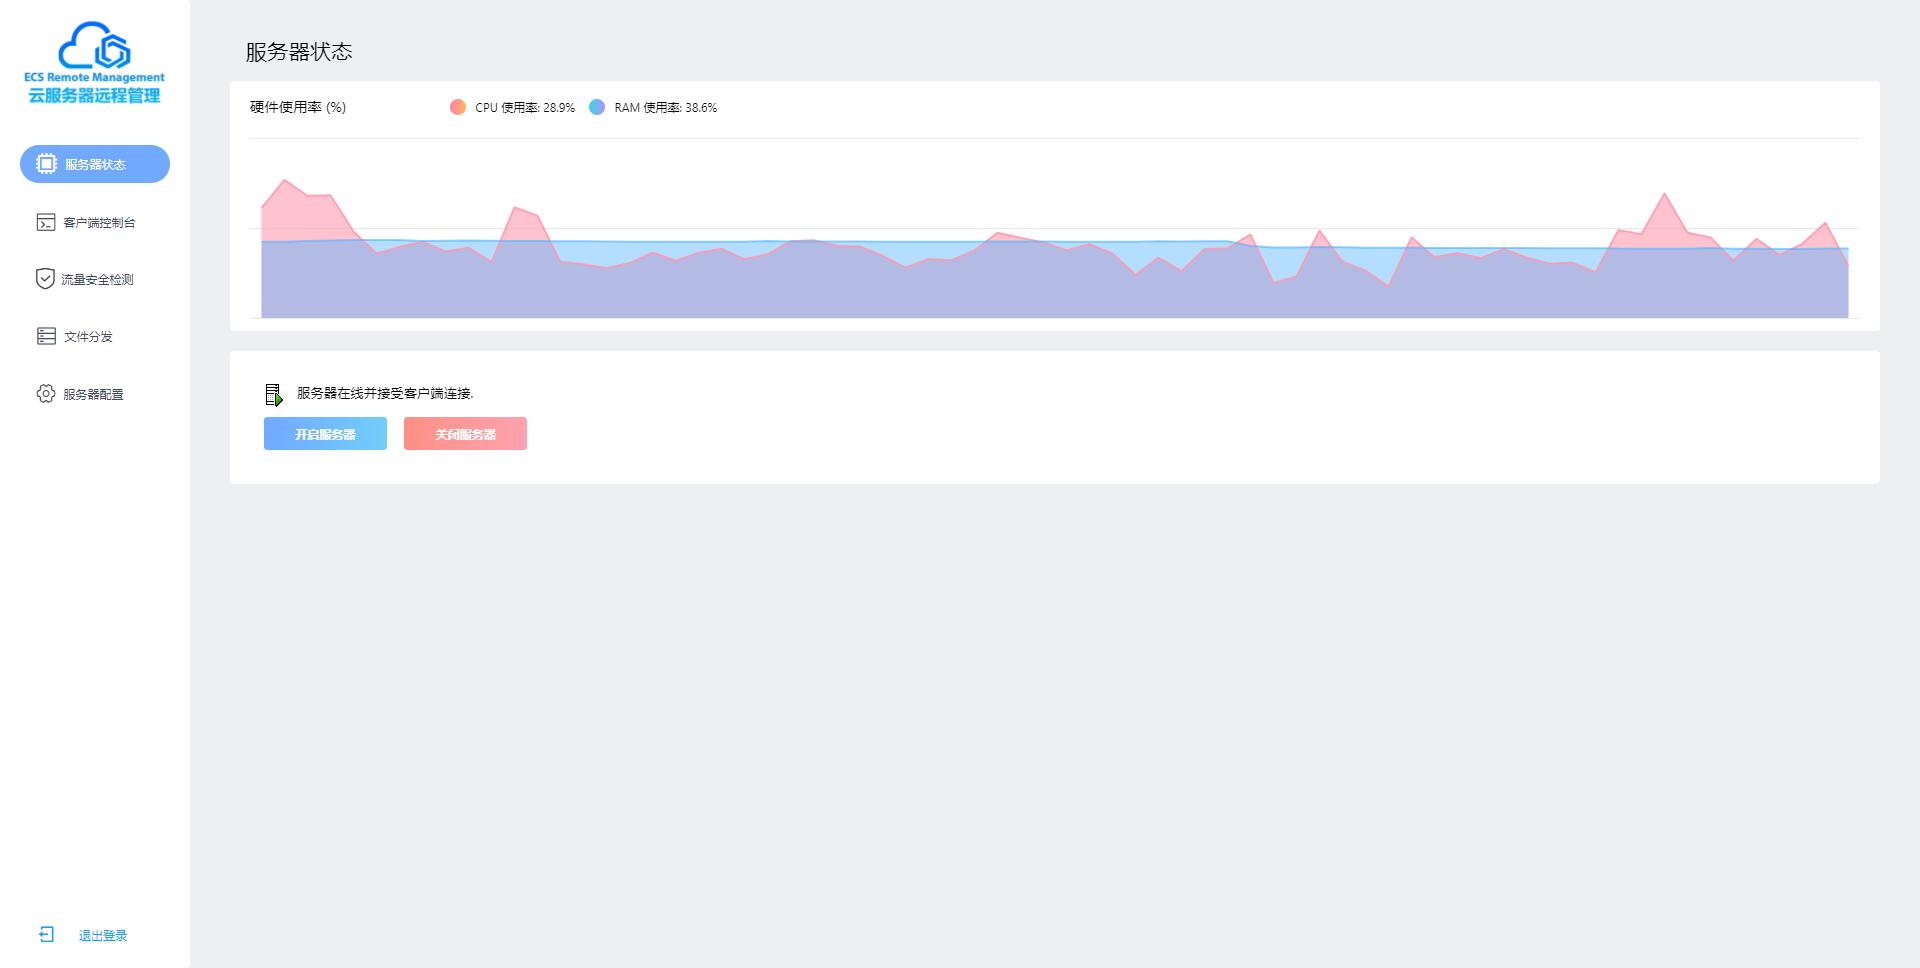 ECS Remote Management
云服务器远程管理
服务器状态
客户端控制台
流量安全检测
文件分发
服务器配置
退出登录
服务器状态
硬件使用率 (%)
CPU 使用率: 28.9%
RAM 使用率: 38.6%
服务器在线并接受客户端连接.
开启服务器
关闭服务器